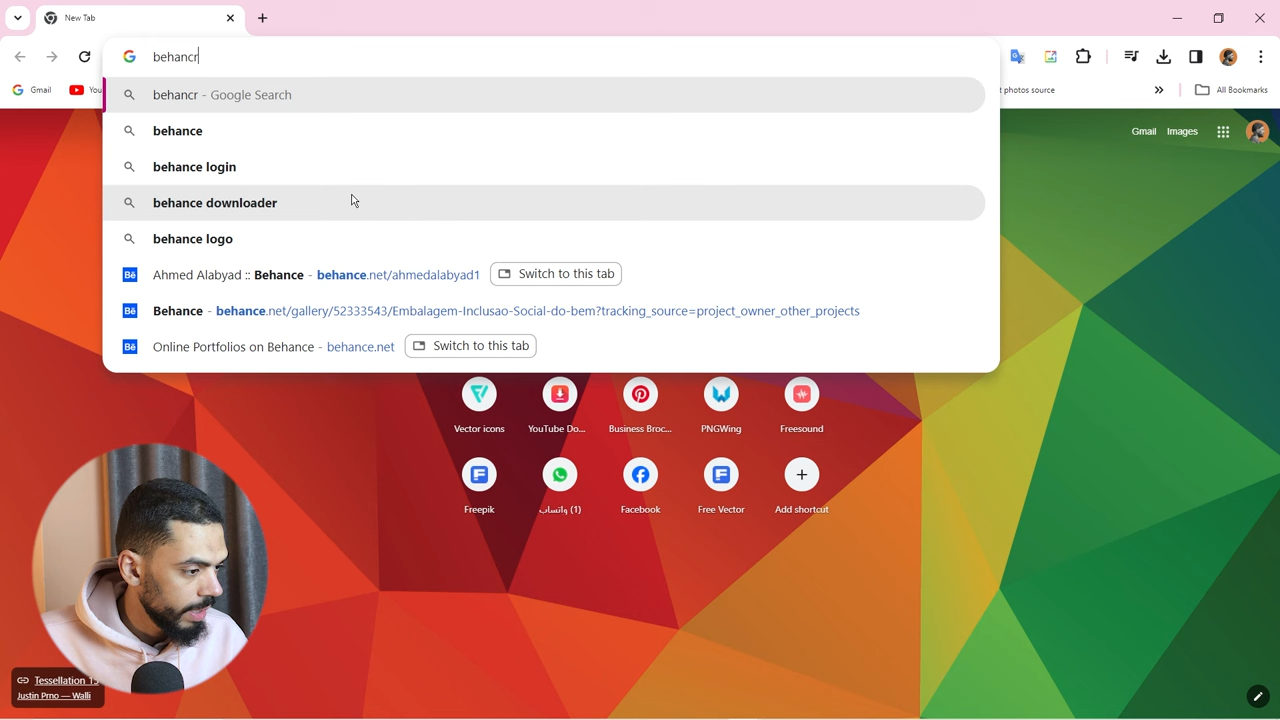 New Tab
behancr
Gmail
You
t photos source
All Bookmarks
behancr - Google Search
behance
behance login
behance downloader
behance logo
Ahmed Alabyad :: Behance - behance.net/ahmedalabyad1 Switch to this tab
Behance - behance.net/gallery/52333543/Embalagem-Inclusao-Social-do-bem?tracking_source=project_owner_other_projects
Online Portfolios on Behance - behance.net Switch to this tab
Gmail Images
Vector icons YouTube Do... Business Broc... PNGWing Freesound
Freepik واتساب (1) Facebook Free Vector Add shortcut
Tessellation 1
Justin Prno — Walli